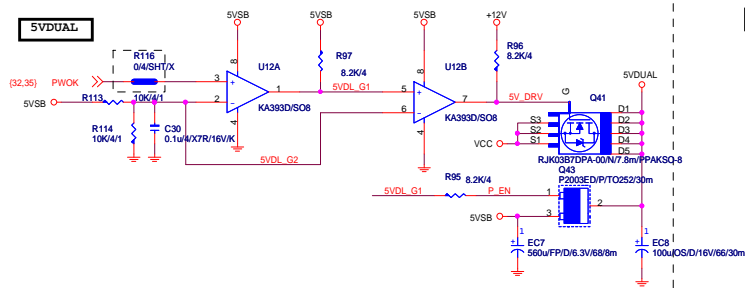 5VDUAL
5VSB
5VSB
5VSB
+12V
R116
0/4/SHT/X
U12A
R97
8.2K/4
U12B
R96
8.2K/4
5VDUAL
{32,35} PWOK
3
8
+
1
5VDL_G1
5
8
+
7
5V_DRV
G
Q41
5VSB
R113
10K/4/1
2
-
4
KA393D/SO8
6
-
4
KA393D/SO8
S3
S2
S1
D1
D2
D3
D4
D5
VCC
R114
10K/4/1
C30
0.1u/4/X7R/16V/K
5VDL_G2
RJK03B7DPA-00/N/7.8m/PPAKSQ-8
Q43
P2003ED/P/TO252/30m
5VDL_G1
R95
8.2K/4
P_EN
1
2
5VSB
3
1
+
EC7
560u/FP/D/6.3V/68/8m
1
+
EC8
100u/OS/D/16V/66/30m